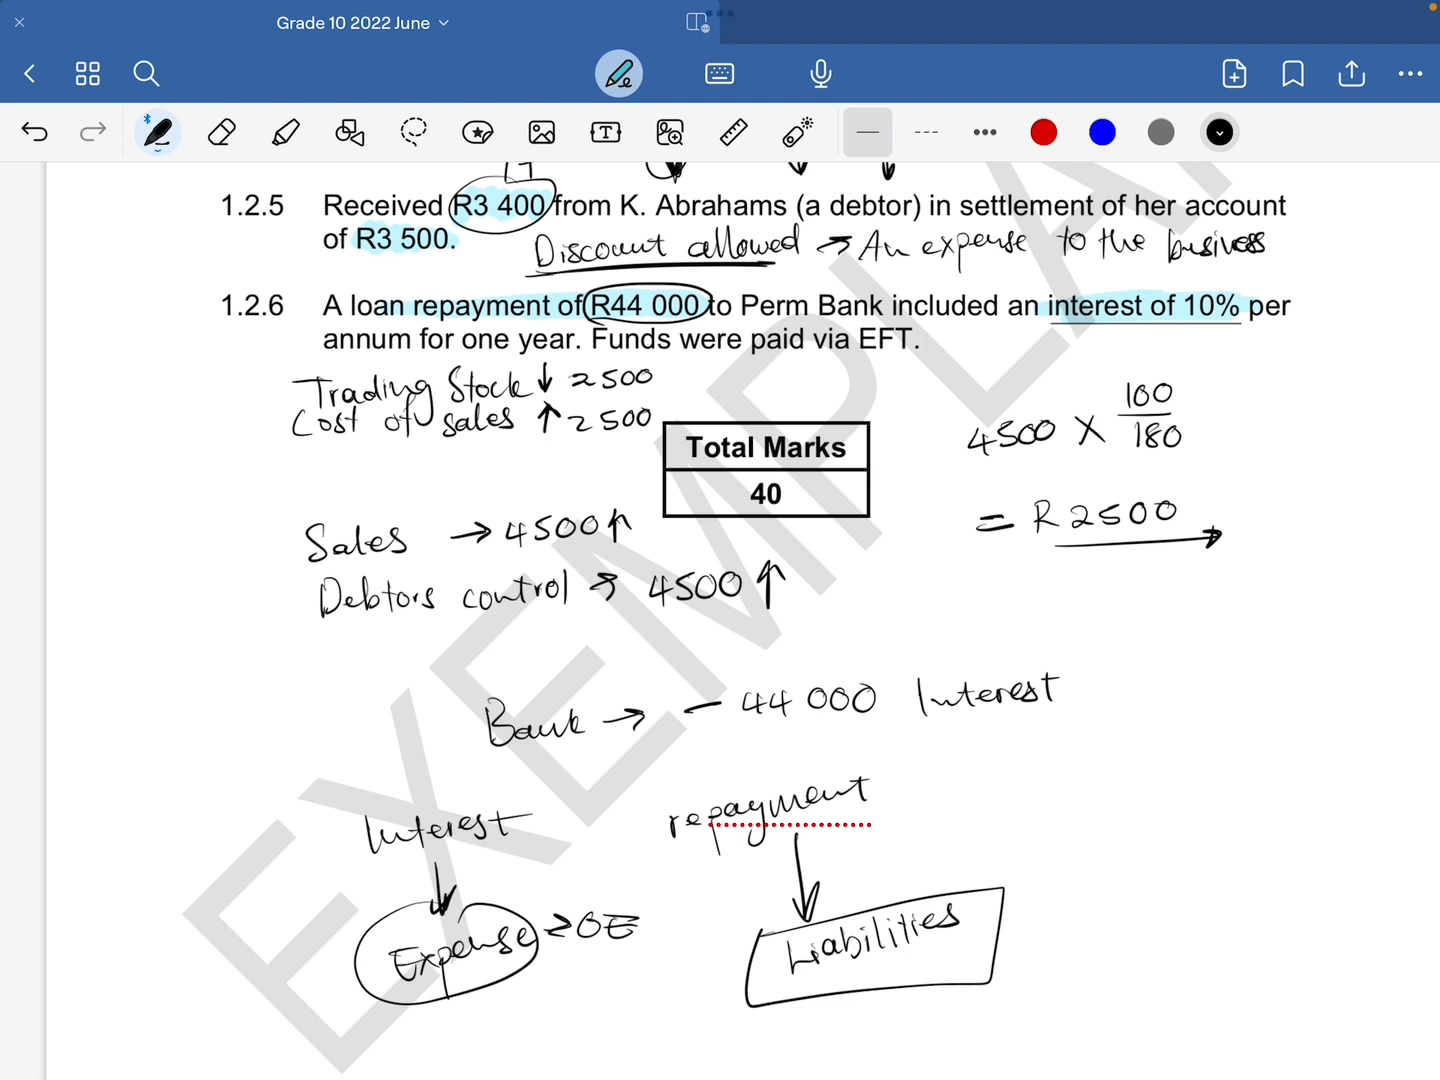 Grade 10 2022 June
1.2.5 Received R3 400 from K. Abrahams (a debtor) in settlement of her account
of R3 500. Discount allowed → An expense to the business
1.2.6 A loan repayment of R44 000 to Perm Bank included an interest of 10% per
annum for one year. Funds were paid via EFT.
Trading Stock ↓ 2500
Cost of sales ↑ 2500
4500 × 100/180
Total Marks
40
= R 2500
Sales → 4500 ↑
Debtors control → 4500 ↑
Bank → - 44 000 Interest
Interest repayment
Expense → OE Liabilities
EXEMPLAR